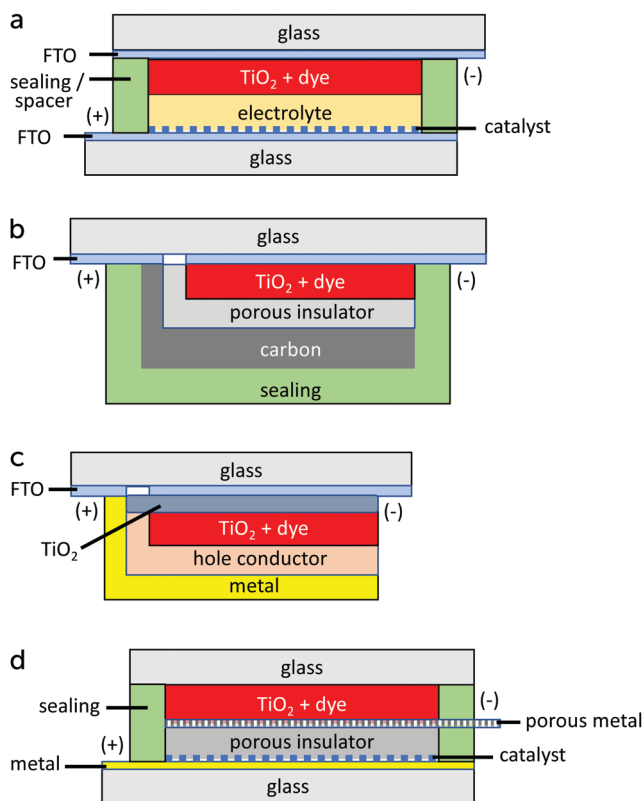 a
glass
FTO
TiO₂ + dye
(-)
sealing /
spacer
(+)
electrolyte
catalyst
FTO
glass
b
glass
FTO
(+)
(-)
TiO₂ + dye
porous insulator
carbon
sealing
c
glass
FTO
(+)
(-)
TiO₂ + dye
TiO₂
hole conductor
metal
d
glass
sealing
TiO₂ + dye
(-)
porous metal
(+)
porous insulator
catalyst
metal
glass